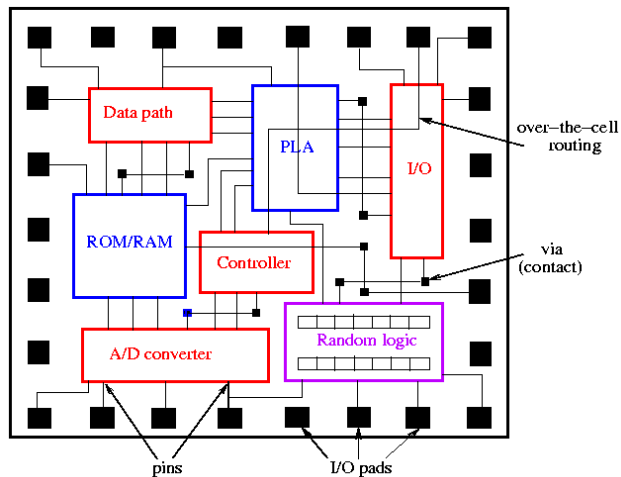 Data path
PLA
I/O
over-the-cell
routing
ROM/RAM
Controller
via
(contact)
A/D converter
Random logic
pins
I/O pads